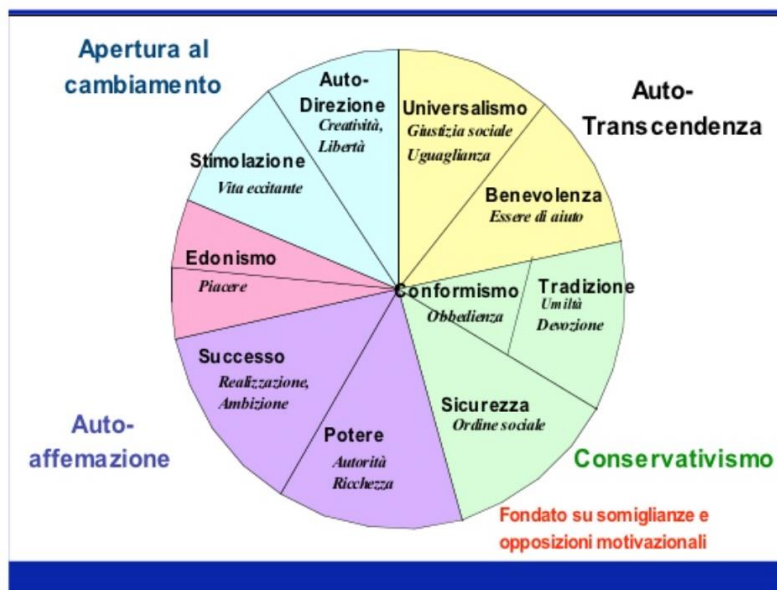 Apertura al
cambiamento
Auto-
Direzione
Creatività,
Libertà
Universalismo
Giustizia sociale
Uguaglianza
Auto-
Transcendenza
Stimolazione
Vita eccitante
Benevolenza
Essere di aiuto
Edonismo
Piacere
Conformismo
Obbedienza
Tradizione
Umiltà
Devozione
Successo
Realizzazione,
Ambizione
Sicurezza
Ordine sociale
Potere
Autorità
Ricchezza
Auto-
affemazione
Conservativismo
Fondato su somiglianze e
opposizioni motivazionali